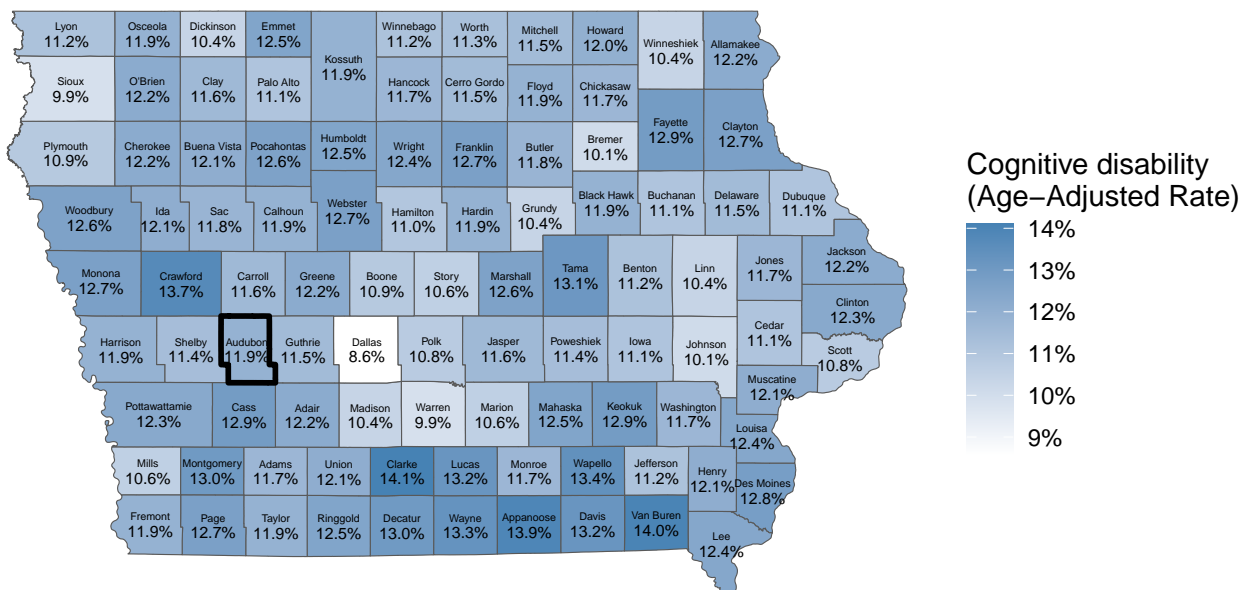 Lyon
11.2%
Osceola
11.9%
Dickinson
10.4%
Emmet
12.5%
Kossuth
11.9%
Winnebago
11.2%
Worth
11.3%
Mitchell
11.5%
Howard
12.0%
Winneshiek
10.4%
Allamakee
12.2%
Sioux
9.9%
O'Brien
12.2%
Clay
11.6%
Palo Alto
11.1%
Hancock
11.7%
Cerro Gordo
11.5%
Floyd
11.9%
Chickasaw
11.7%
Fayette
12.9%
Clayton
12.7%
Plymouth
10.9%
Cherokee
12.2%
Buena Vista
12.1%
Pocahontas
12.6%
Humboldt
12.5%
Wright
12.4%
Franklin
12.7%
Butler
11.8%
Bremer
10.1%
Woodbury
12.6%
Ida
12.1%
Sac
11.8%
Calhoun
11.9%
Webster
12.7%
Hamilton
11.0%
Hardin
11.9%
Grundy
10.4%
Black Hawk
11.9%
Buchanan
11.1%
Delaware
11.5%
Dubuque
11.1%
Monona
12.7%
Crawford
13.7%
Carroll
11.6%
Greene
12.2%
Boone
10.9%
Story
10.6%
Marshall
12.6%
Tama
13.1%
Benton
11.2%
Linn
10.4%
Jones
11.7%
Jackson
12.2%
Clinton
12.3%
Harrison
11.9%
Shelby
11.4%
Audubon
11.9%
Guthrie
11.5%
Dallas
8.6%
Polk
10.8%
Jasper
11.6%
Poweshiek
11.4%
Iowa
11.1%
Johnson
10.1%
Cedar
11.1%
Scott
10.8%
Muscatine
12.1%
Pottawattamie
12.3%
Cass
12.9%
Adair
12.2%
Madison
10.4%
Warren
9.9%
Marion
10.6%
Mahaska
12.5%
Keokuk
12.9%
Washington
11.7%
Louisa
12.4%
Mills
10.6%
Montgomery
13.0%
Adams
11.7%
Union
12.1%
Clarke
14.1%
Lucas
13.2%
Monroe
11.7%
Wapello
13.4%
Jefferson
11.2%
Henry
12.1%
Des Moines
12.8%
Fremont
11.9%
Page
12.7%
Taylor
11.9%
Ringgold
12.5%
Decatur
13.0%
Wayne
13.3%
Appanoose
13.9%
Davis
13.2%
Van Buren
14.0%
Lee
12.4%
Cognitive disability
(Age−Adjusted Rate)
14%
13%
12%
11%
10%
9%